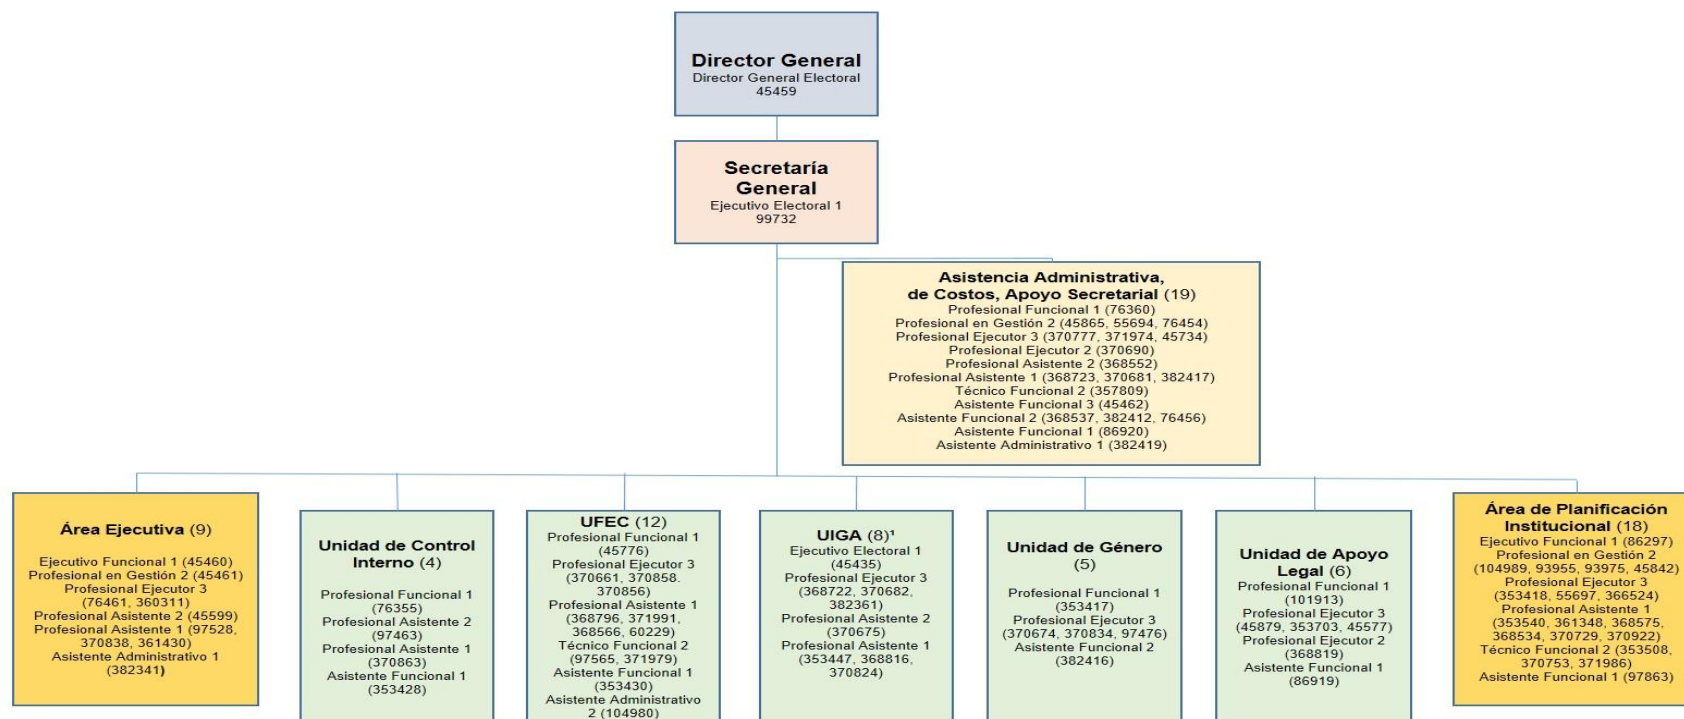 Director General
Director General Electoral
45459
Secretaría
General
Ejecutivo Electoral 1
99732
Asistencia Administrativa,
de Costos, Apoyo Secretarial (19)
Profesional Funcional 1 (76360)
Profesional en Gestión 2 (45865, 55694, 76454)
Profesional Ejecutor 3 (370777, 371974, 45734)
Profesional Ejecutor 2 (370690)
Profesional Asistente 2 (368552)
Profesional Asistente 1 (368723, 370681, 382417)
Técnico Funcional 2 (357809)
Asistente Funcional 3 (45462)
Asistente Funcional 2 (368537, 382412, 76456)
Asistente Funcional 1 (86920)
Asistente Administrativo 1 (382419)
Área Ejecutiva (9)
Ejecutivo Funcional 1 (45460)
Profesional en Gestión 2 (45461)
Profesional Ejecutor 3
(76461, 360311)
Profesional Asistente 2 (45599)
Profesional Asistente 1 (97528,
370838, 361430)
Asistente Administrativo 1
(382341)
Unidad de Control
Interno (4)
Profesional Funcional 1
(76355)
Profesional Asistente 2
(97463)
Profesional Asistente 1
(370863)
Asistente Funcional 1
(353428)
UFEC (12)
Profesional Funcional 1
(45776)
Profesional Ejecutor 3
(370661, 370858.
370856)
Profesional Asistente 1
(368796, 371991,
368566, 60229)
Técnico Funcional 2
(97565, 371979)
Asistente Funcional 1
(353430)
Asistente Administrativo
2 (104980)
UIGA (8)¹
Ejecutivo Electoral 1
(45435)
Profesional Ejecutor 3
(368722, 370682,
382361)
Profesional Asistente 2
(370675)
Profesional Asistente 1
(353447, 368816,
370824)
Unidad de Género
(5)
Profesional Funcional 1
(353417)
Profesional Ejecutor 3
(370674, 370834, 97476)
Asistente Funcional 2
(382416)
Unidad de Apoyo
Legal (6)
Profesional Funcional 1
(101913)
Profesional Ejecutor 3
(45879, 353703, 45577)
Profesional Ejecutor 2
(368819)
Asistente Funcional 1
(86919)
Área de Planificación
Institucional (18)
Ejecutivo Funcional 1 (86297)
Profesional en Gestión 2
(104989, 93955, 93975, 45842)
Profesional Ejecutor 3
(353418, 55697, 366524)
Profesional Asistente 1
(353540, 361348, 368575,
368534, 370729, 370922)
Técnico Funcional 2 (353508,
370753, 371986)
Asistente Funcional 1 (97863)